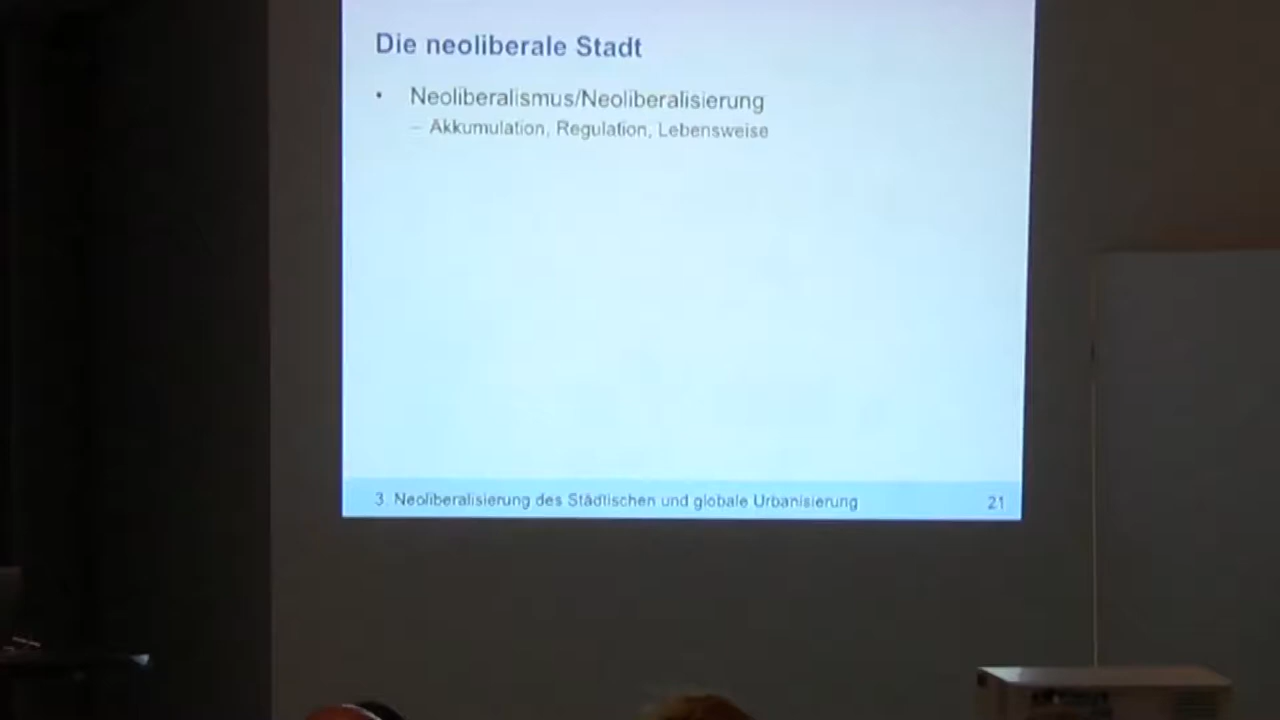 Die neoliberale Stadt
• Neoliberalismus/Neoliberalisierung
– Akkumulation, Regulation, Lebensweise
3. Neoliberalisierung des Städtischen und globale Urbanisierung
21